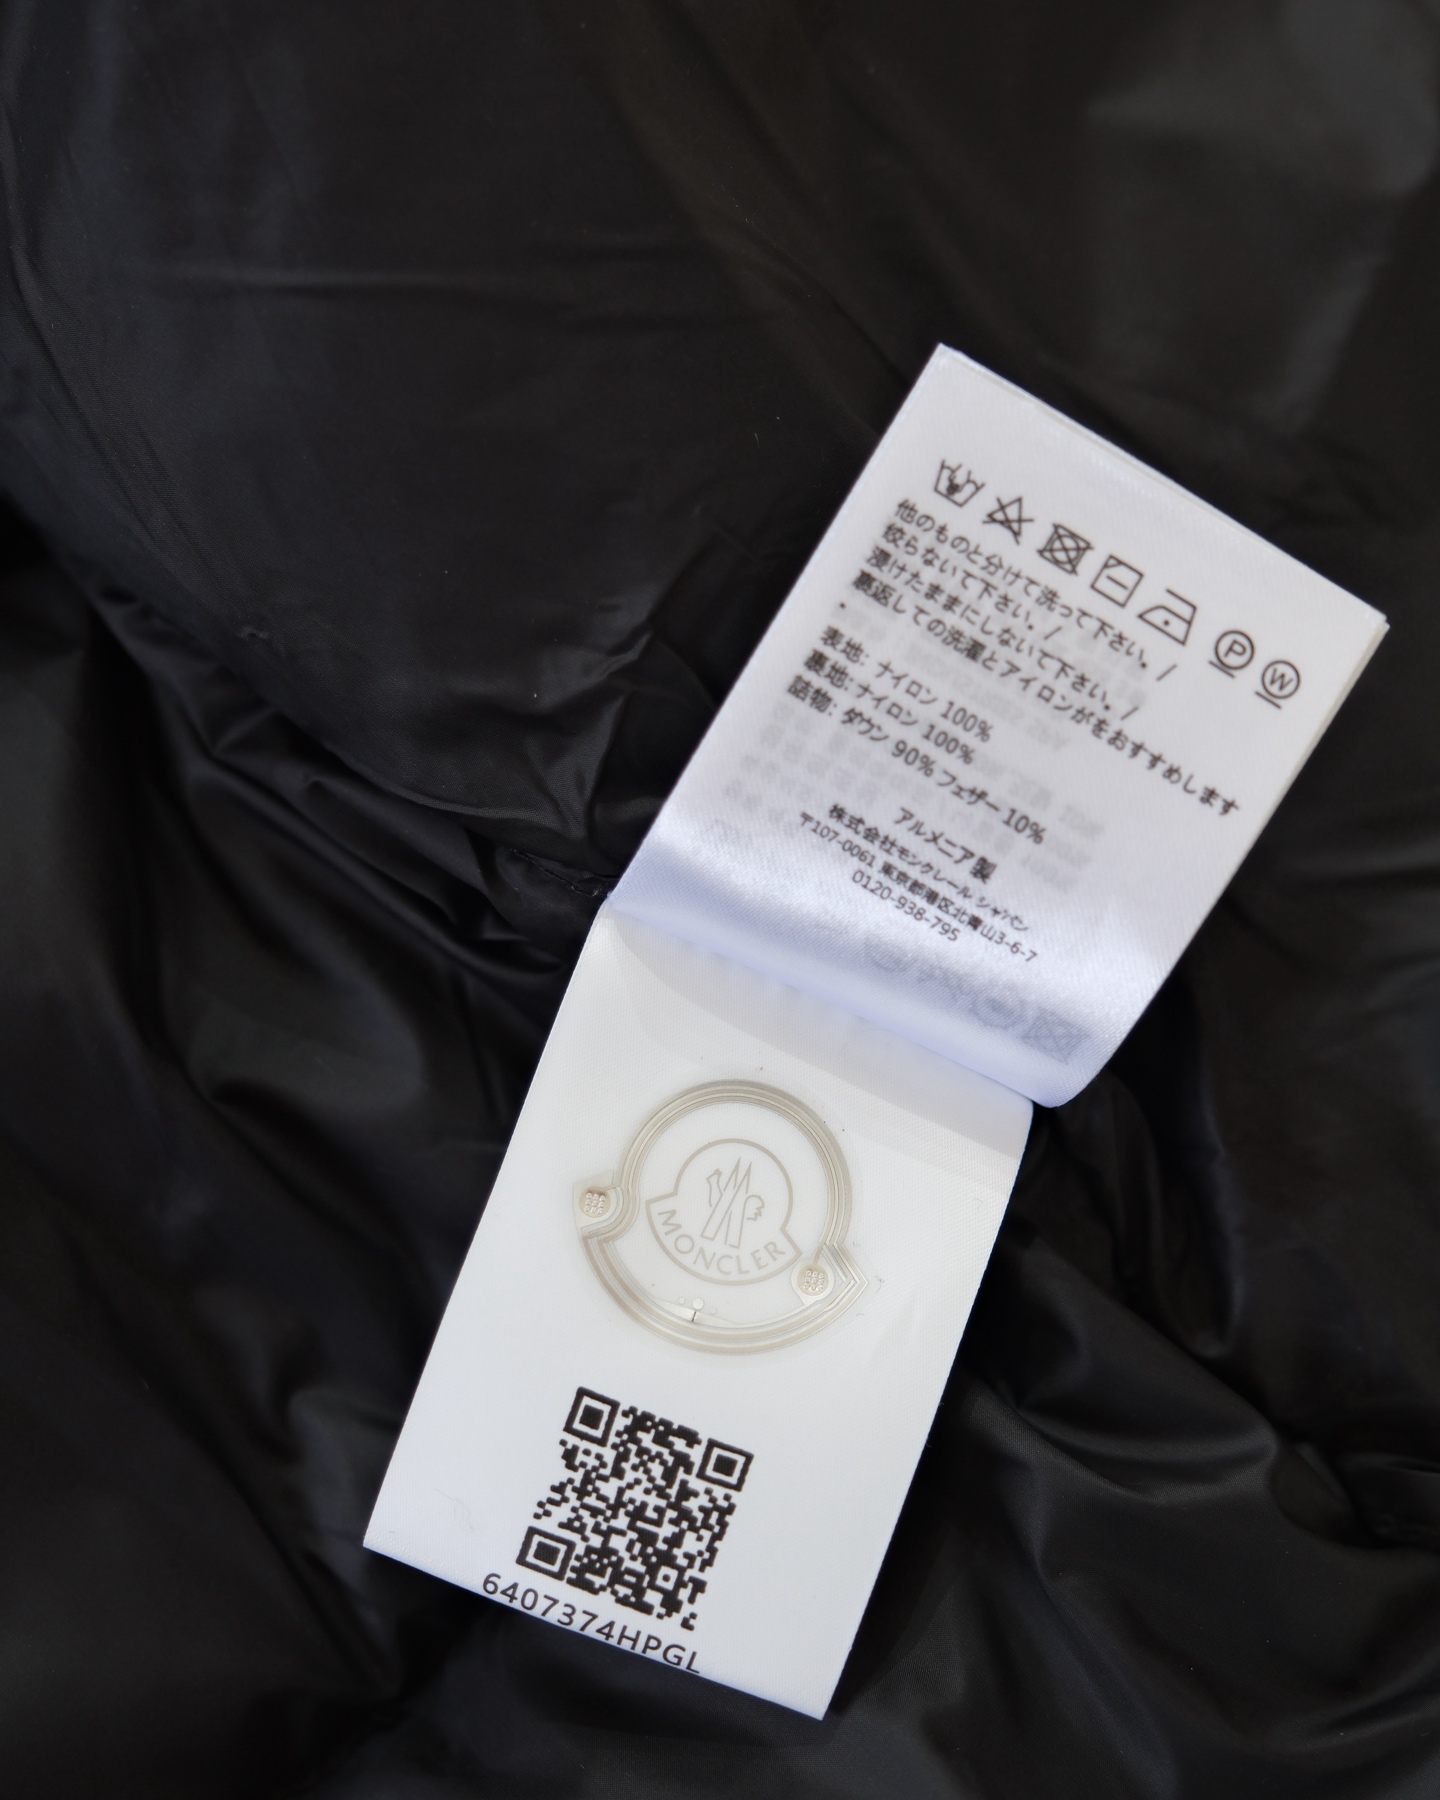 P W
他のものと分けて洗って下さい。/
絞らないで下さい。/
浸けたままにしないで下さい。/
裏返しての洗濯とアイロンがをおすすめします
.
表地: ナイロン 100%
裏地: ナイロン 100%
詰物: ダウン 90% フェザー 10%
アルメニア製
株式会社モンクレール ジャパン
〒107-0061 東京都港区北青山3-6-7
0120-938-795
MONCLER
6407374HPGL